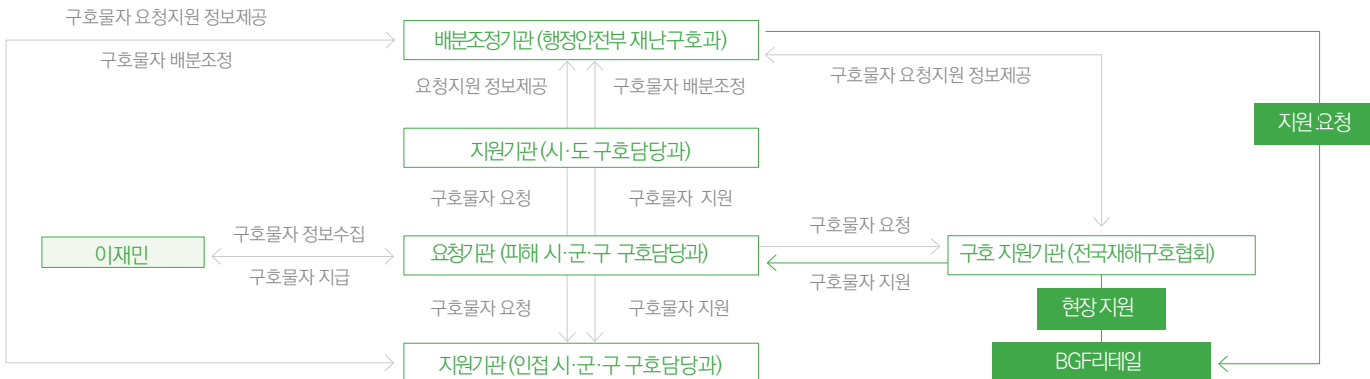 구호물자 요청지원 정보제공
배분조정기관 (행정안전부 재난구호과)
구호물자 배분조정
요청지원 정보제공
구호물자 배분조정
구호물자 요청지원 정보제공
지원 요청
지원기관 (시·도 구호담당과)
구호물자 요청
구호물자 지원
이재민
구호물자 정보수집
구호물자 지급
요청기관 (피해 시·군·구 구호담당과)
구호물자 요청
구호물자 지원
구호 지원기관 (전국재해구호협회)
구호물자 요청
구호물자 지원
현장 지원
지원기관 (인접 시·군·구 구호담당과)
BGF리테일